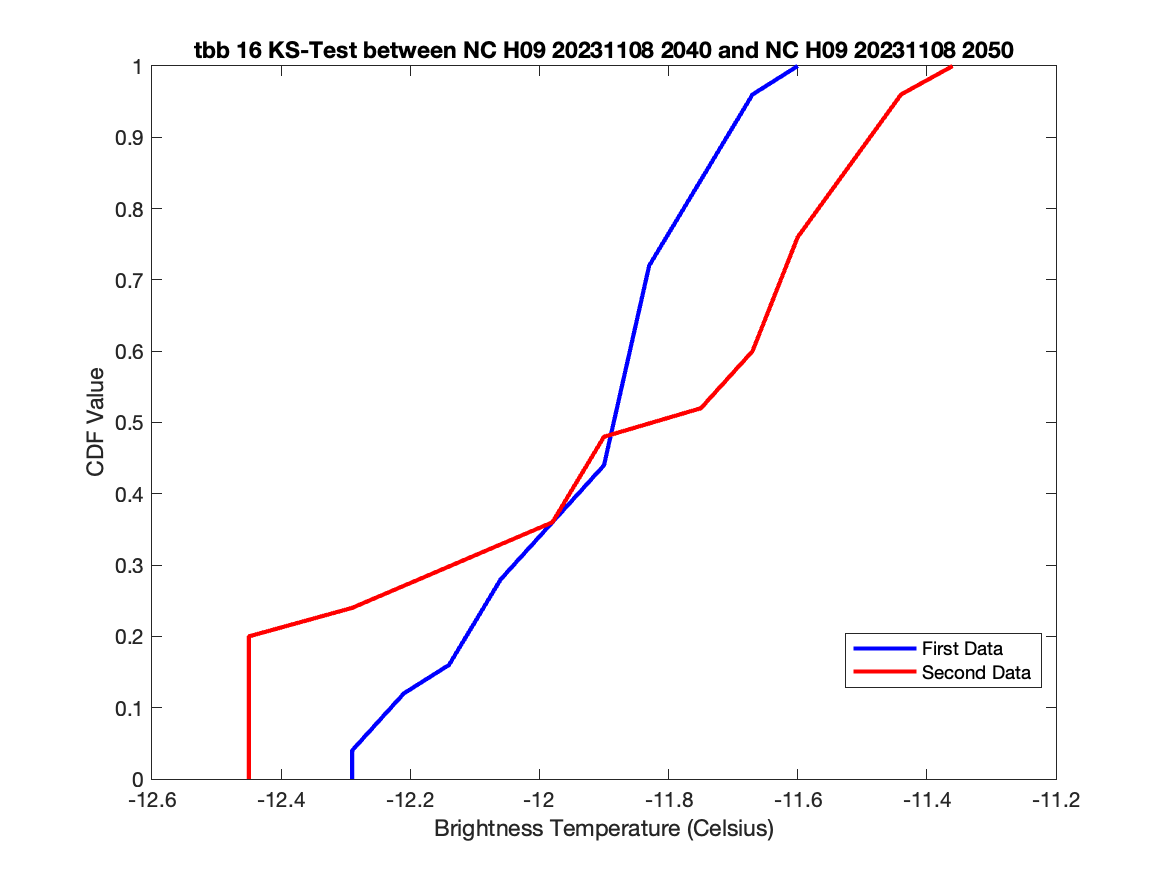 tbb 16 KS-Test between NC H09 20231108 2040 and NC H09 20231108 2050
1
0.9
0.8
0.7
0.6
0.5
0.4
0.3
0.2
0.1
0
CDF Value
First Data
Second Data
-12.6 -12.4 -12.2 -12 -11.8 -11.6 -11.4 -11.2
Brightness Temperature (Celsius)